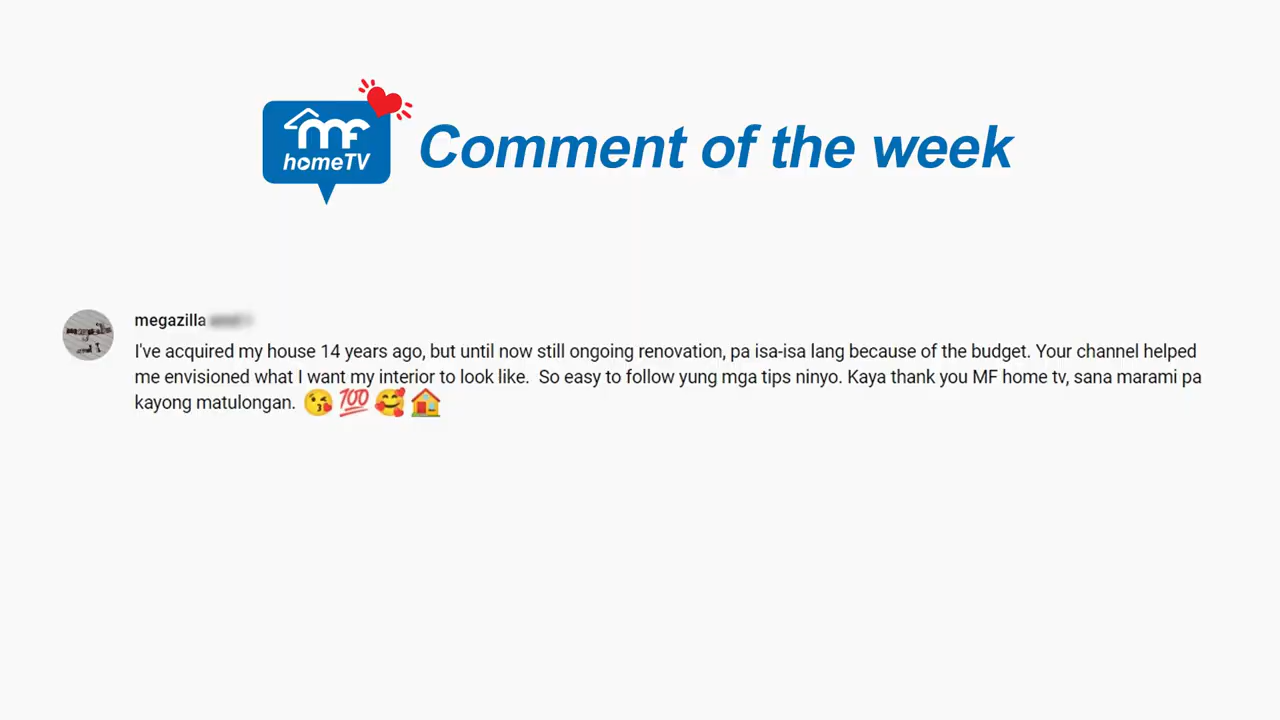 MF
homeTV
Comment of the week
megazilla
I've acquired my house 14 years ago, but until now still ongoing renovation, pa isa-isa lang because of the budget. Your channel helped
me envisioned what I want my interior to look like.  So easy to follow yung mga tips ninyo. Kaya thank you MF home tv, sana marami pa
kayong matulongan. 😘💯🥰🏠